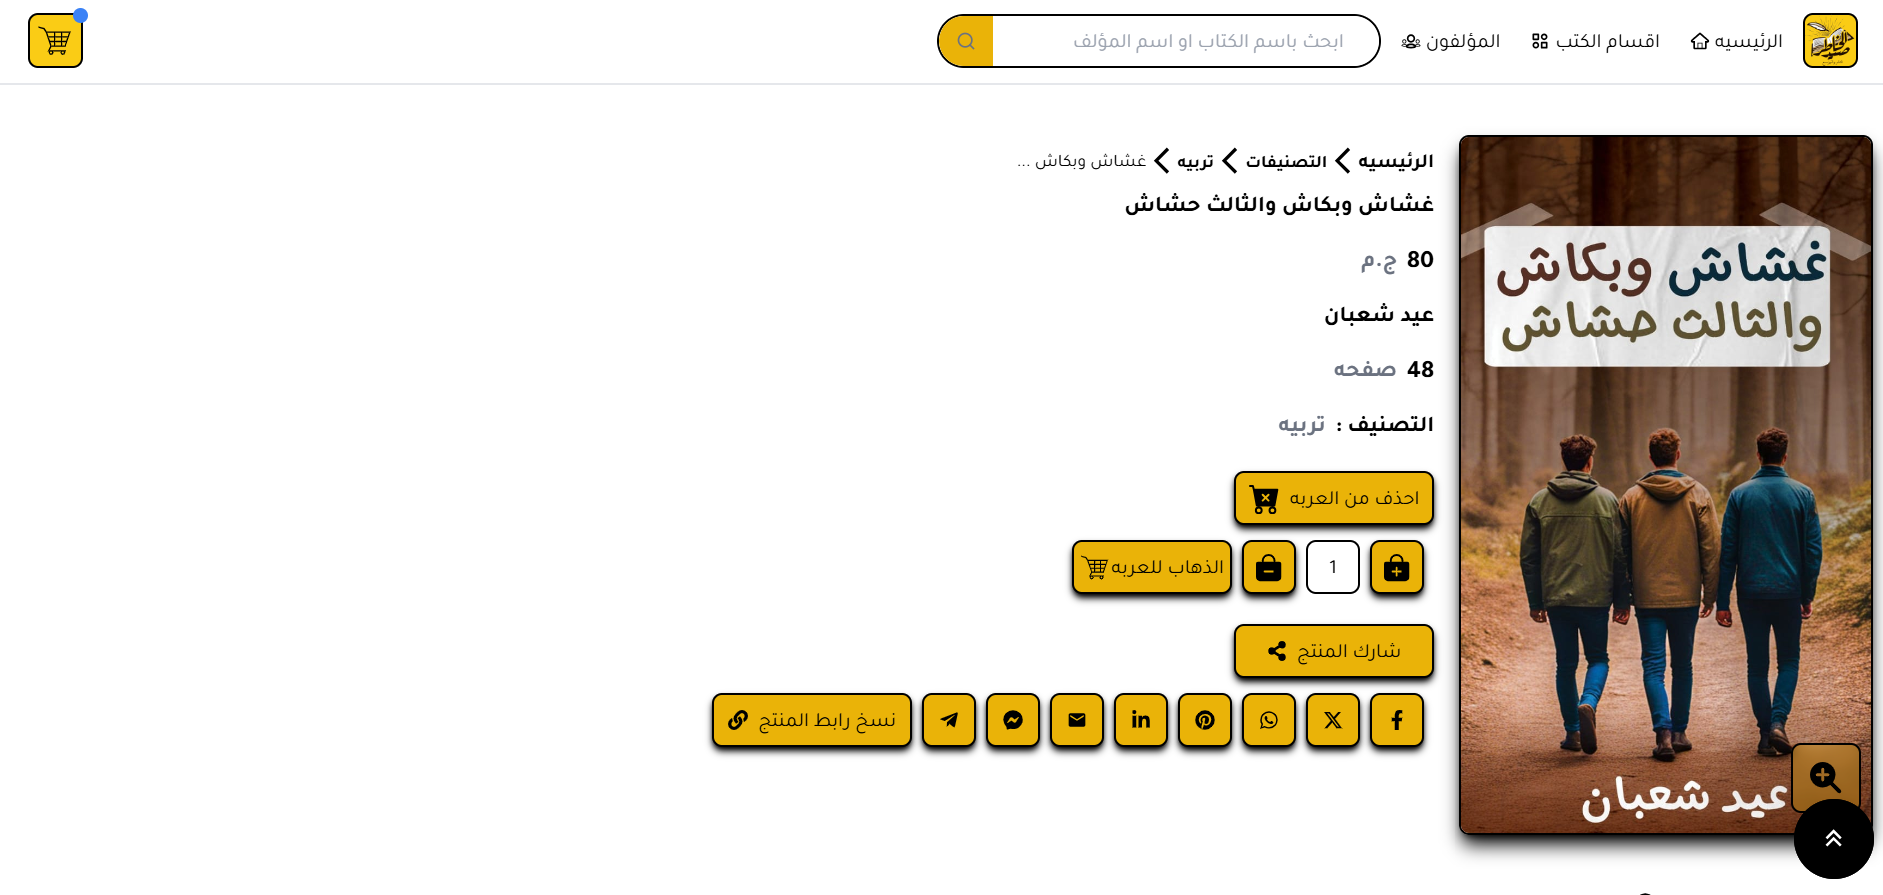 الرئيسيه
اقسام الكتب
المؤلفون
ابحث باسم الكتاب او اسم المؤلف
الرئيسيه
التصنيفات
تربيه
غشاش وبكاش ...
غشاش وبكاش والثالث حشاش
80 ج.م
عيد شعبان
48 صفحه
التصنيف : تربيه
احذف من العربه
1
الذهاب للعربه
شارك المنتج
نسخ رابط المنتج
غشاش وبكاش
والثالث حشاش
عيد شعبان